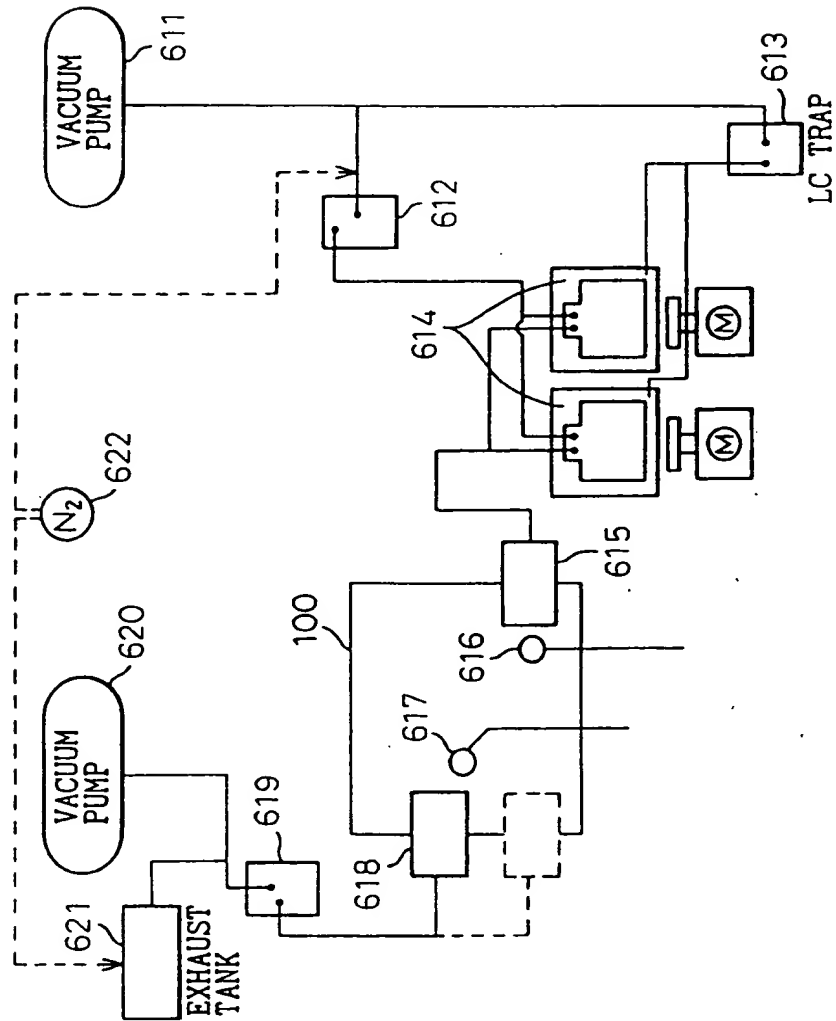 VACUUM
PUMP
611
622
N2
VACUUM
PUMP
620
612
613
LC TRAP
614
M
M
100
615
616
617
618
619
621
EXHAUST
TANK